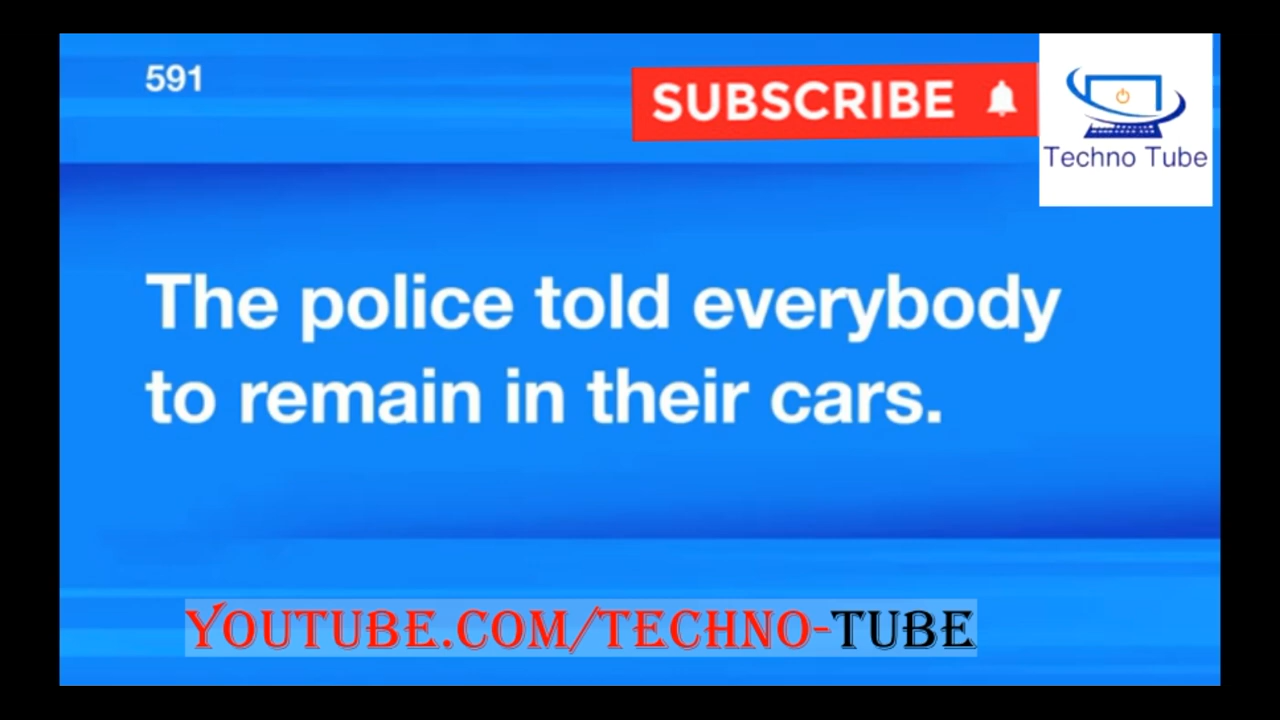 591
SUBSCRIBE
Techno Tube
The police told everybody
to remain in their cars.
YOUTUBE.COM/TECHNO-TUBE